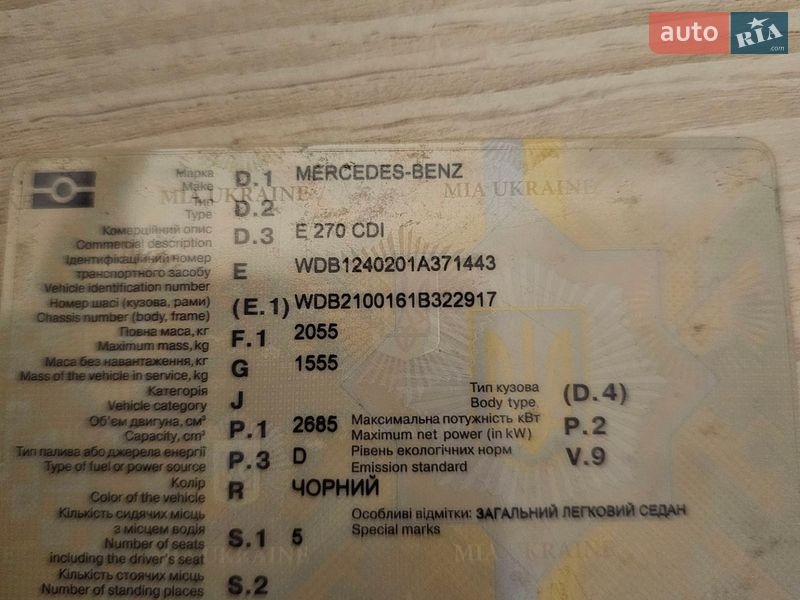 auto RIA .com
Марка D.1 MERCEDES-BENZ
Make
MIA UKRAINE MIA UKRAINE
Тип D.2
Type
Комерційний опис D.3 E 270 CDI
Commercial description
Ідентифікаційний номер
транспортного засобу E WDB1240201A371443
Vehicle identification number
Номер шасі (кузова, рами) (E.1) WDB2100161B322917
Chassis number (body, frame)
Повна маса, кг F.1 2055
Maximum mass, kg
Маса без навантаження, кг G 1555
Mass of the vehicle in service, kg
Категорія J Тип кузова (D.4)
Vehicle category Body type
Об'єм двигуна, см³ P.1 2685 Максимальна потужність кВт P.2
Capacity, cm³ Maximum net power (in kW)
Тип палива або джерела енергії P.3 D Рівень екологічних норм V.9
Type of fuel or power source Emission standard
Колір R ЧОРНИЙ
Color of the vehicle
Кількість сидячих місць Особливі відмітки: ЗАГАЛЬНИЙ ЛЕГКОВИЙ СЕДАН
з місцем водія S.1 5 Special marks
Number of seats
including the driver's seat
MIA UKRAINE MIA UKRAINE
Кількість стоячих місць S.2
Number of standing places